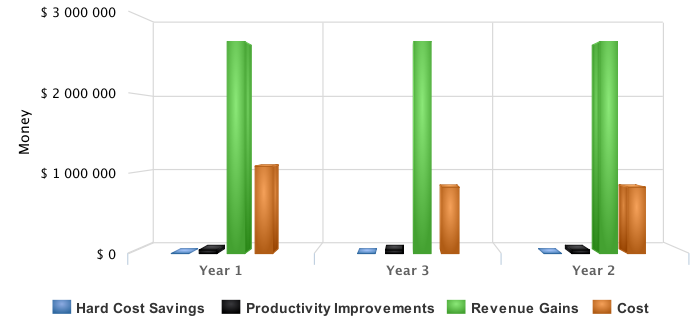 $ 3 000 000
$ 2 000 000
$ 1 000 000
$ 0
Money
Year 1
Year 3
Year 2
Hard Cost Savings
Productivity Improvements
Revenue Gains
Cost